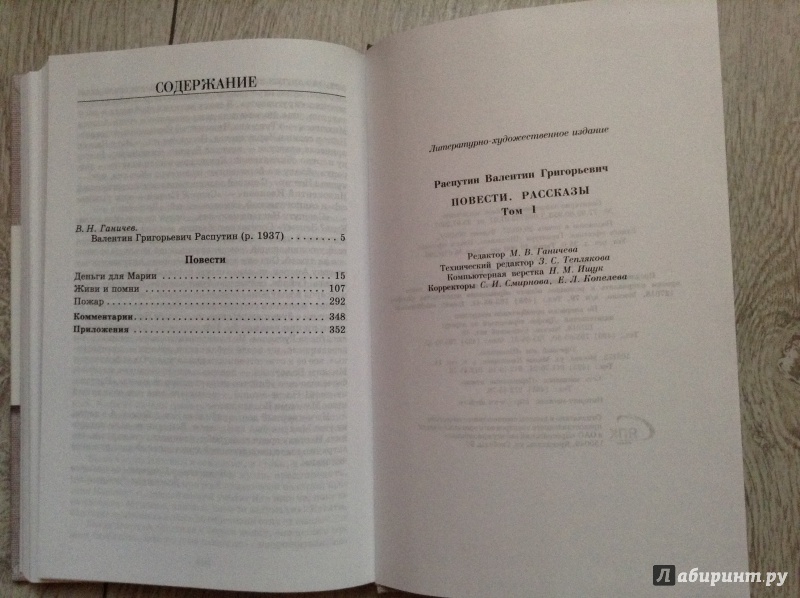 СОДЕРЖАНИЕ
В. Н. Ганичев.
Валентин Григорьевич Распутин (р. 1937) . . . . . . . . 5
Повести
Деньги для Марии . . . . . . . . . . . . . . . . . . . . . . . . . . . . 15
Живи и помни . . . . . . . . . . . . . . . . . . . . . . . . . . . . . . 107
Пожар . . . . . . . . . . . . . . . . . . . . . . . . . . . . . . . . . . . . 292
Комментарии . . . . . . . . . . . . . . . . . . . . . . . . . . . . . . . 348
Приложения . . . . . . . . . . . . . . . . . . . . . . . . . . . . . . . . 352
Литературно-художественное издание
Распутин Валентин Григорьевич
ПОВЕСТИ. РАССКАЗЫ
Том 1
Редактор М. В. Ганичева
Технический редактор З. С. Теплякова
Компьютерная верстка Н. М. Ищук
Корректоры С. И. Смирнова, Е. Л. Копелева
Лабиринт.ру